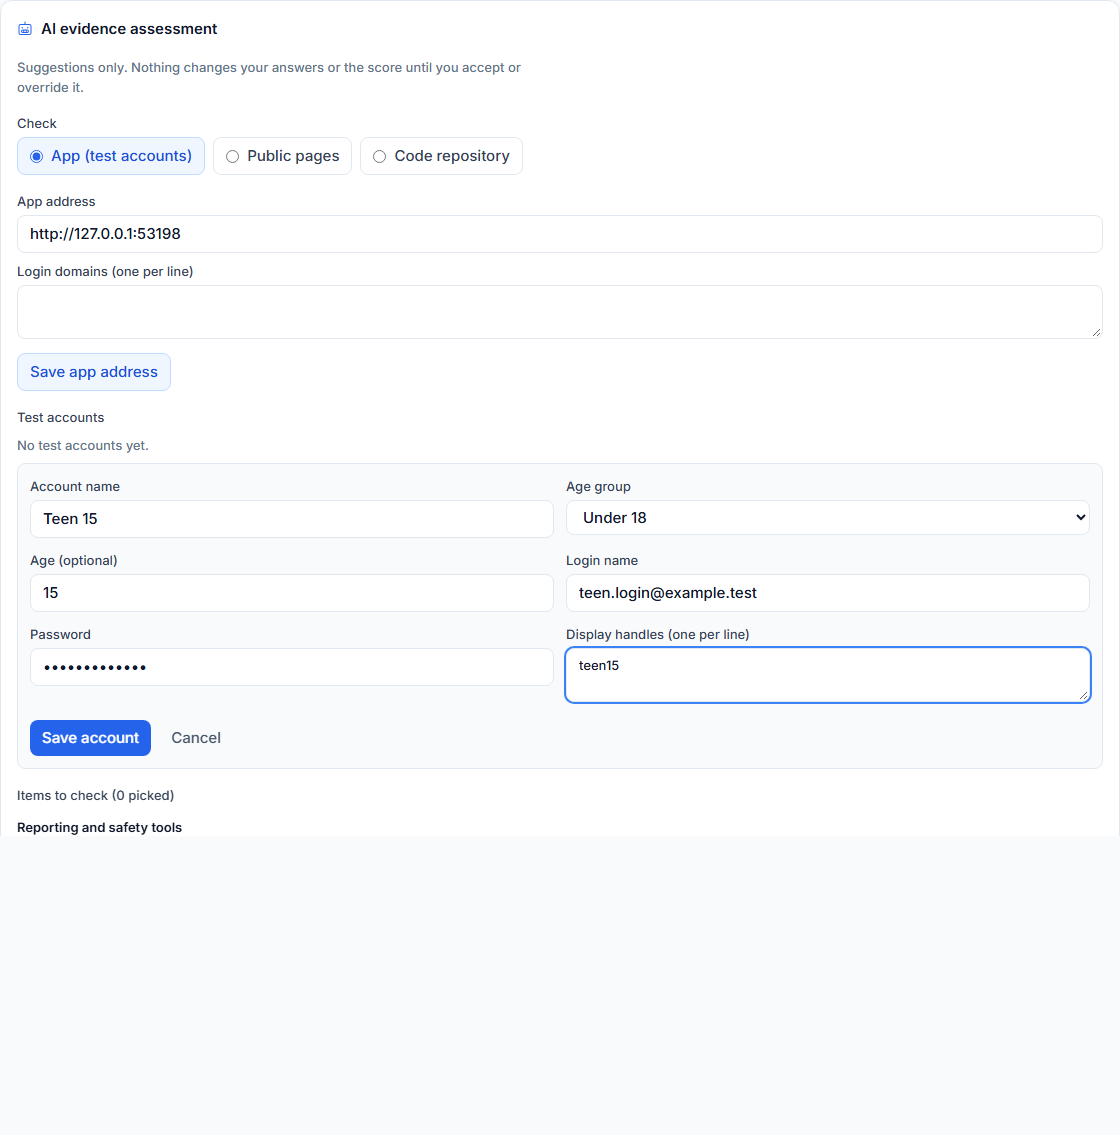 AI evidence assessment
Suggestions only. Nothing changes your answers or the score until you accept or
override it.
Check
App (test accounts)
Public pages
Code repository
App address
http://127.0.0.1:53198
Login domains (one per line)
Save app address
Test accounts
No test accounts yet.
Account name
Age group
Teen 15
Under 18
Age (optional)
Login name
15
teen.login@example.test
Password
Display handles (one per line)
•••••••••••••
teen15
Save account
Cancel
Items to check (0 picked)
Reporting and safety tools